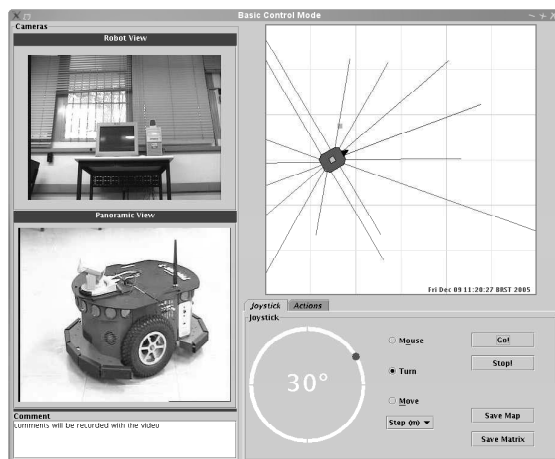 Basic Control Mode
Cameras
Robot View
Panoramic View
Comment
comments will be recorded with the video
Fri Dec 09 11:20:27 BRST 2005
Joystick
Actions
Joystick
30°
Mouse
Turn
Move
Step (m)
Go!
Stop!
Save Map
Save Matrix